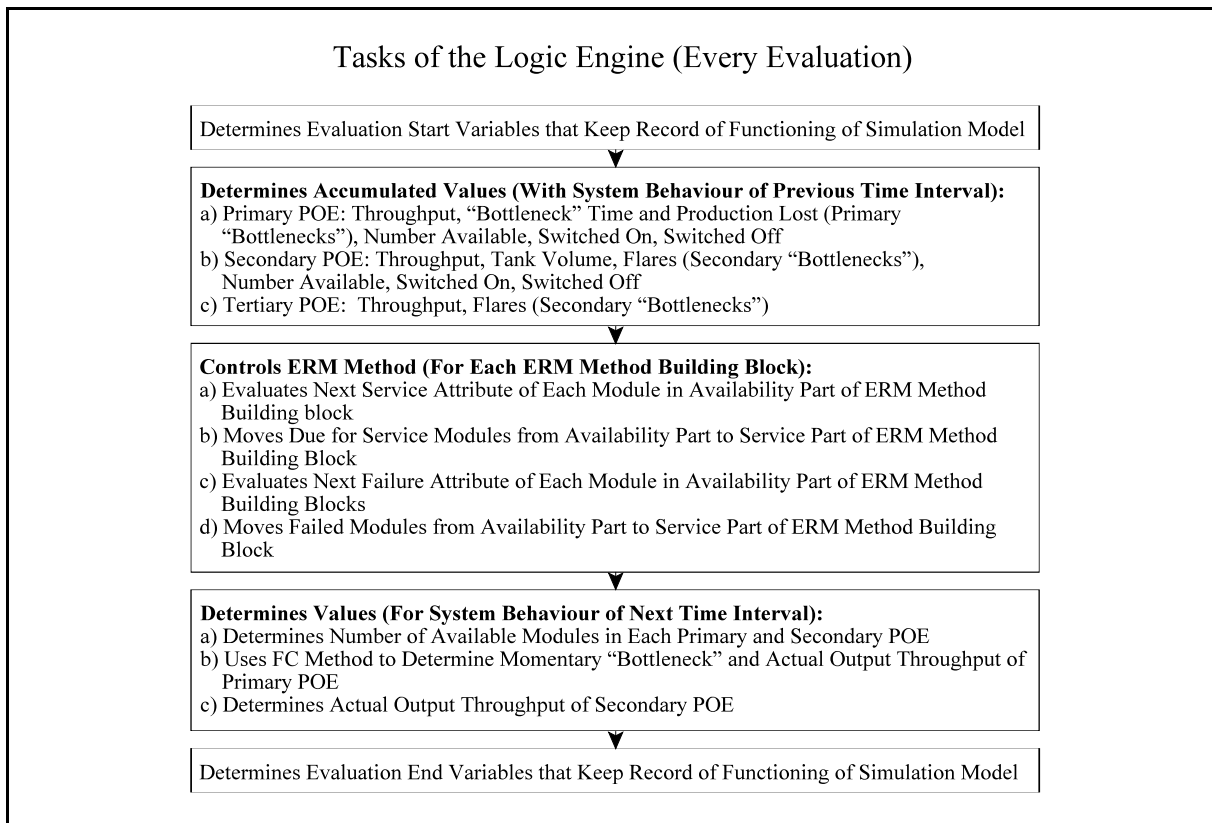 Tasks of the Logic Engine (Every Evaluation)
Determines Evaluation Start Variables that Keep Record of Functioning of Simulation Model
Determines Accumulated Values (With System Behaviour of Previous Time Interval):
a) Primary POE: Throughput, “Bottleneck” Time and Production Lost (Primary
“Bottlenecks”), Number Available, Switched On, Switched Off
b) Secondary POE: Throughput, Tank Volume, Flares (Secondary “Bottlenecks”),
Number Available, Switched On, Switched Off
c) Tertiary POE:  Throughput, Flares (Secondary “Bottlenecks”)
Controls ERM Method (For Each ERM Method Building Block):
a) Evaluates Next Service Attribute of Each Module in Availability Part of ERM Method
Building block
b) Moves Due for Service Modules from Availability Part to Service Part of ERM Method
Building Block
c) Evaluates Next Failure Attribute of Each Module in Availability Part of ERM Method
Building Blocks
d) Moves Failed Modules from Availability Part to Service Part of ERM Method Building
Block
Determines Values (For System Behaviour of Next Time Interval):
a) Determines Number of Available Modules in Each Primary and Secondary POE
b) Uses FC Method to Determine Momentary “Bottleneck” and Actual Output Throughput of
Primary POE
c) Determines Actual Output Throughput of Secondary POE
Determines Evaluation End Variables that Keep Record of Functioning of Simulation Model